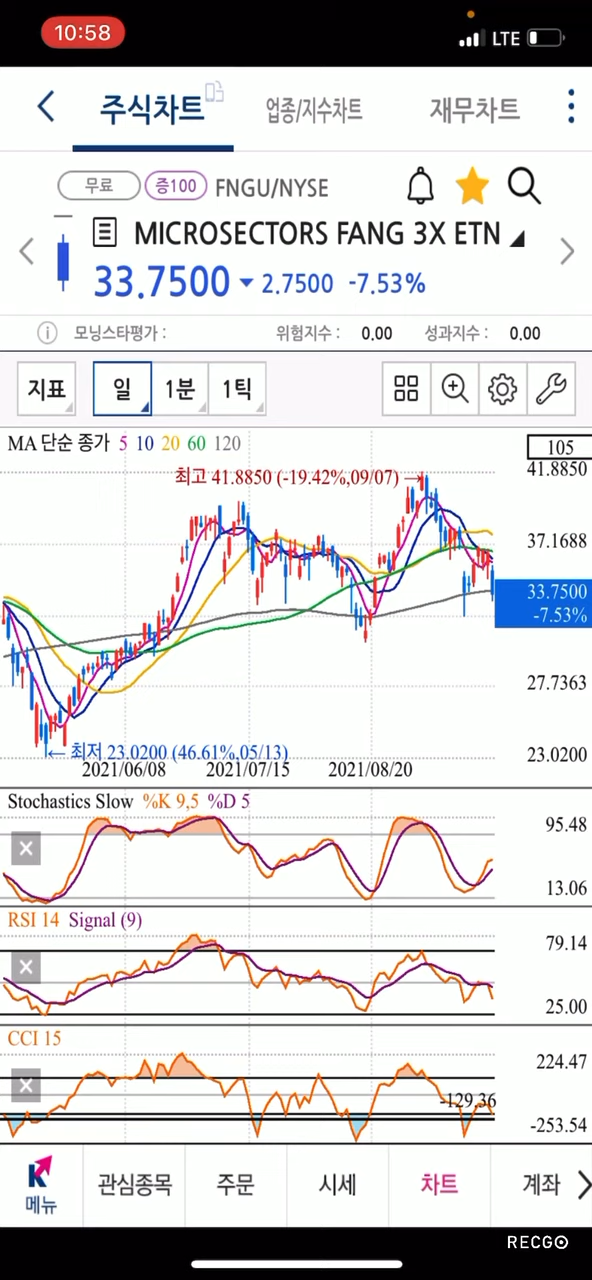 10:58
LTE
주식차트 업종/지수차트 재무차트
무료 증100 FNGU/NYSE
MICROSECTORS FANG 3X ETN
33.7500 2.7500 -7.53%
모닝스타평가 : 위험지수 : 0.00 성과지수 : 0.00
지표 일 1분 1틱
MA 단순 종가 5 10 20 60 120
105
최고 41.8850 (-19.42%,09/07)
41.8850
37.1688
33.7500
-7.53%
27.7363
최저 23.0200 (46.61%,05/13)
23.0200
2021/06/08 2021/07/15 2021/08/20
Stochastics Slow %K 9,5 %D 5
95.48
13.06
RSI 14 Signal (9)
79.14
25.00
CCI 15
224.47
-129.36
-253.54
메뉴 관심종목 주문 시세 차트 계좌
RECGO